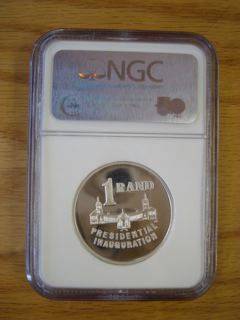 NGC
1 RAND
PRESIDENTIAL
INAUGURATION